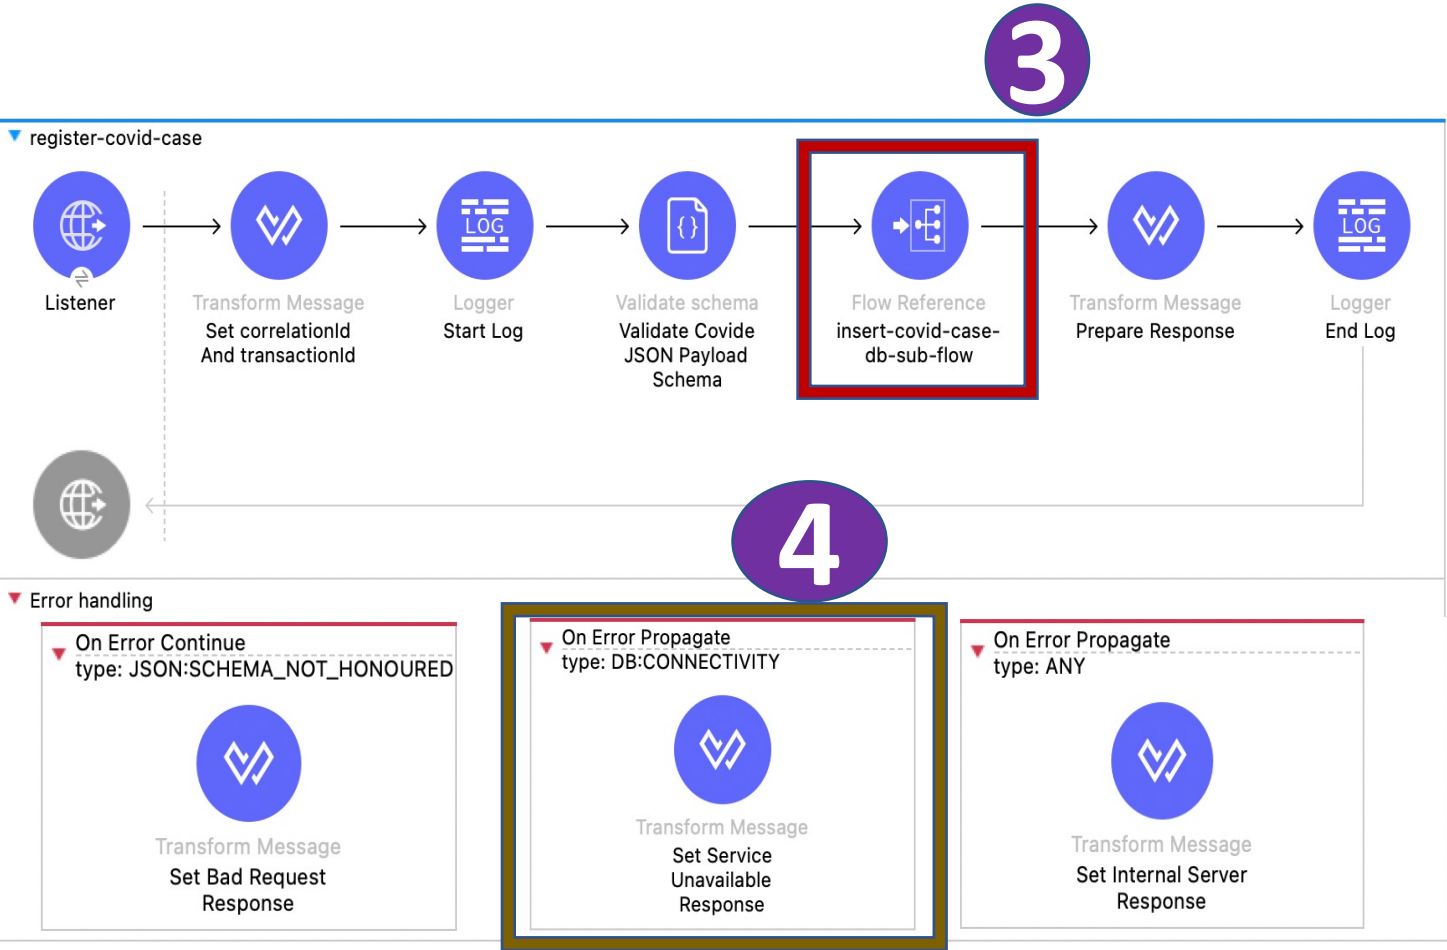 3
register-covid-case
LOG
LOG
Listener
Transform Message
Set correlationId
And transactionId
Logger
Start Log
Validate schema
Validate Covide
JSON Payload
Schema
Flow Reference
insert-covid-case-
db-sub-flow
Transform Message
Prepare Response
Logger
End Log
4
Error handling
On Error Continue
type: JSON:SCHEMA_NOT_HONOURED
Transform Message
Set Bad Request
Response
On Error Propagate
type: DB:CONNECTIVITY
Transform Message
Set Service
Unavailable
Response
On Error Propagate
type: ANY
Transform Message
Set Internal Server
Response